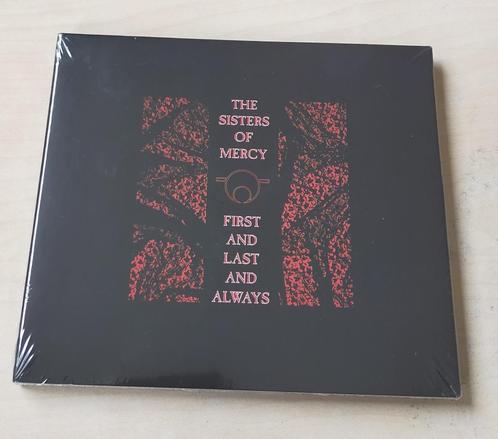 THE
SISTERS
OF
MERCY
FIRST
AND
LAST
AND
ALWAYS